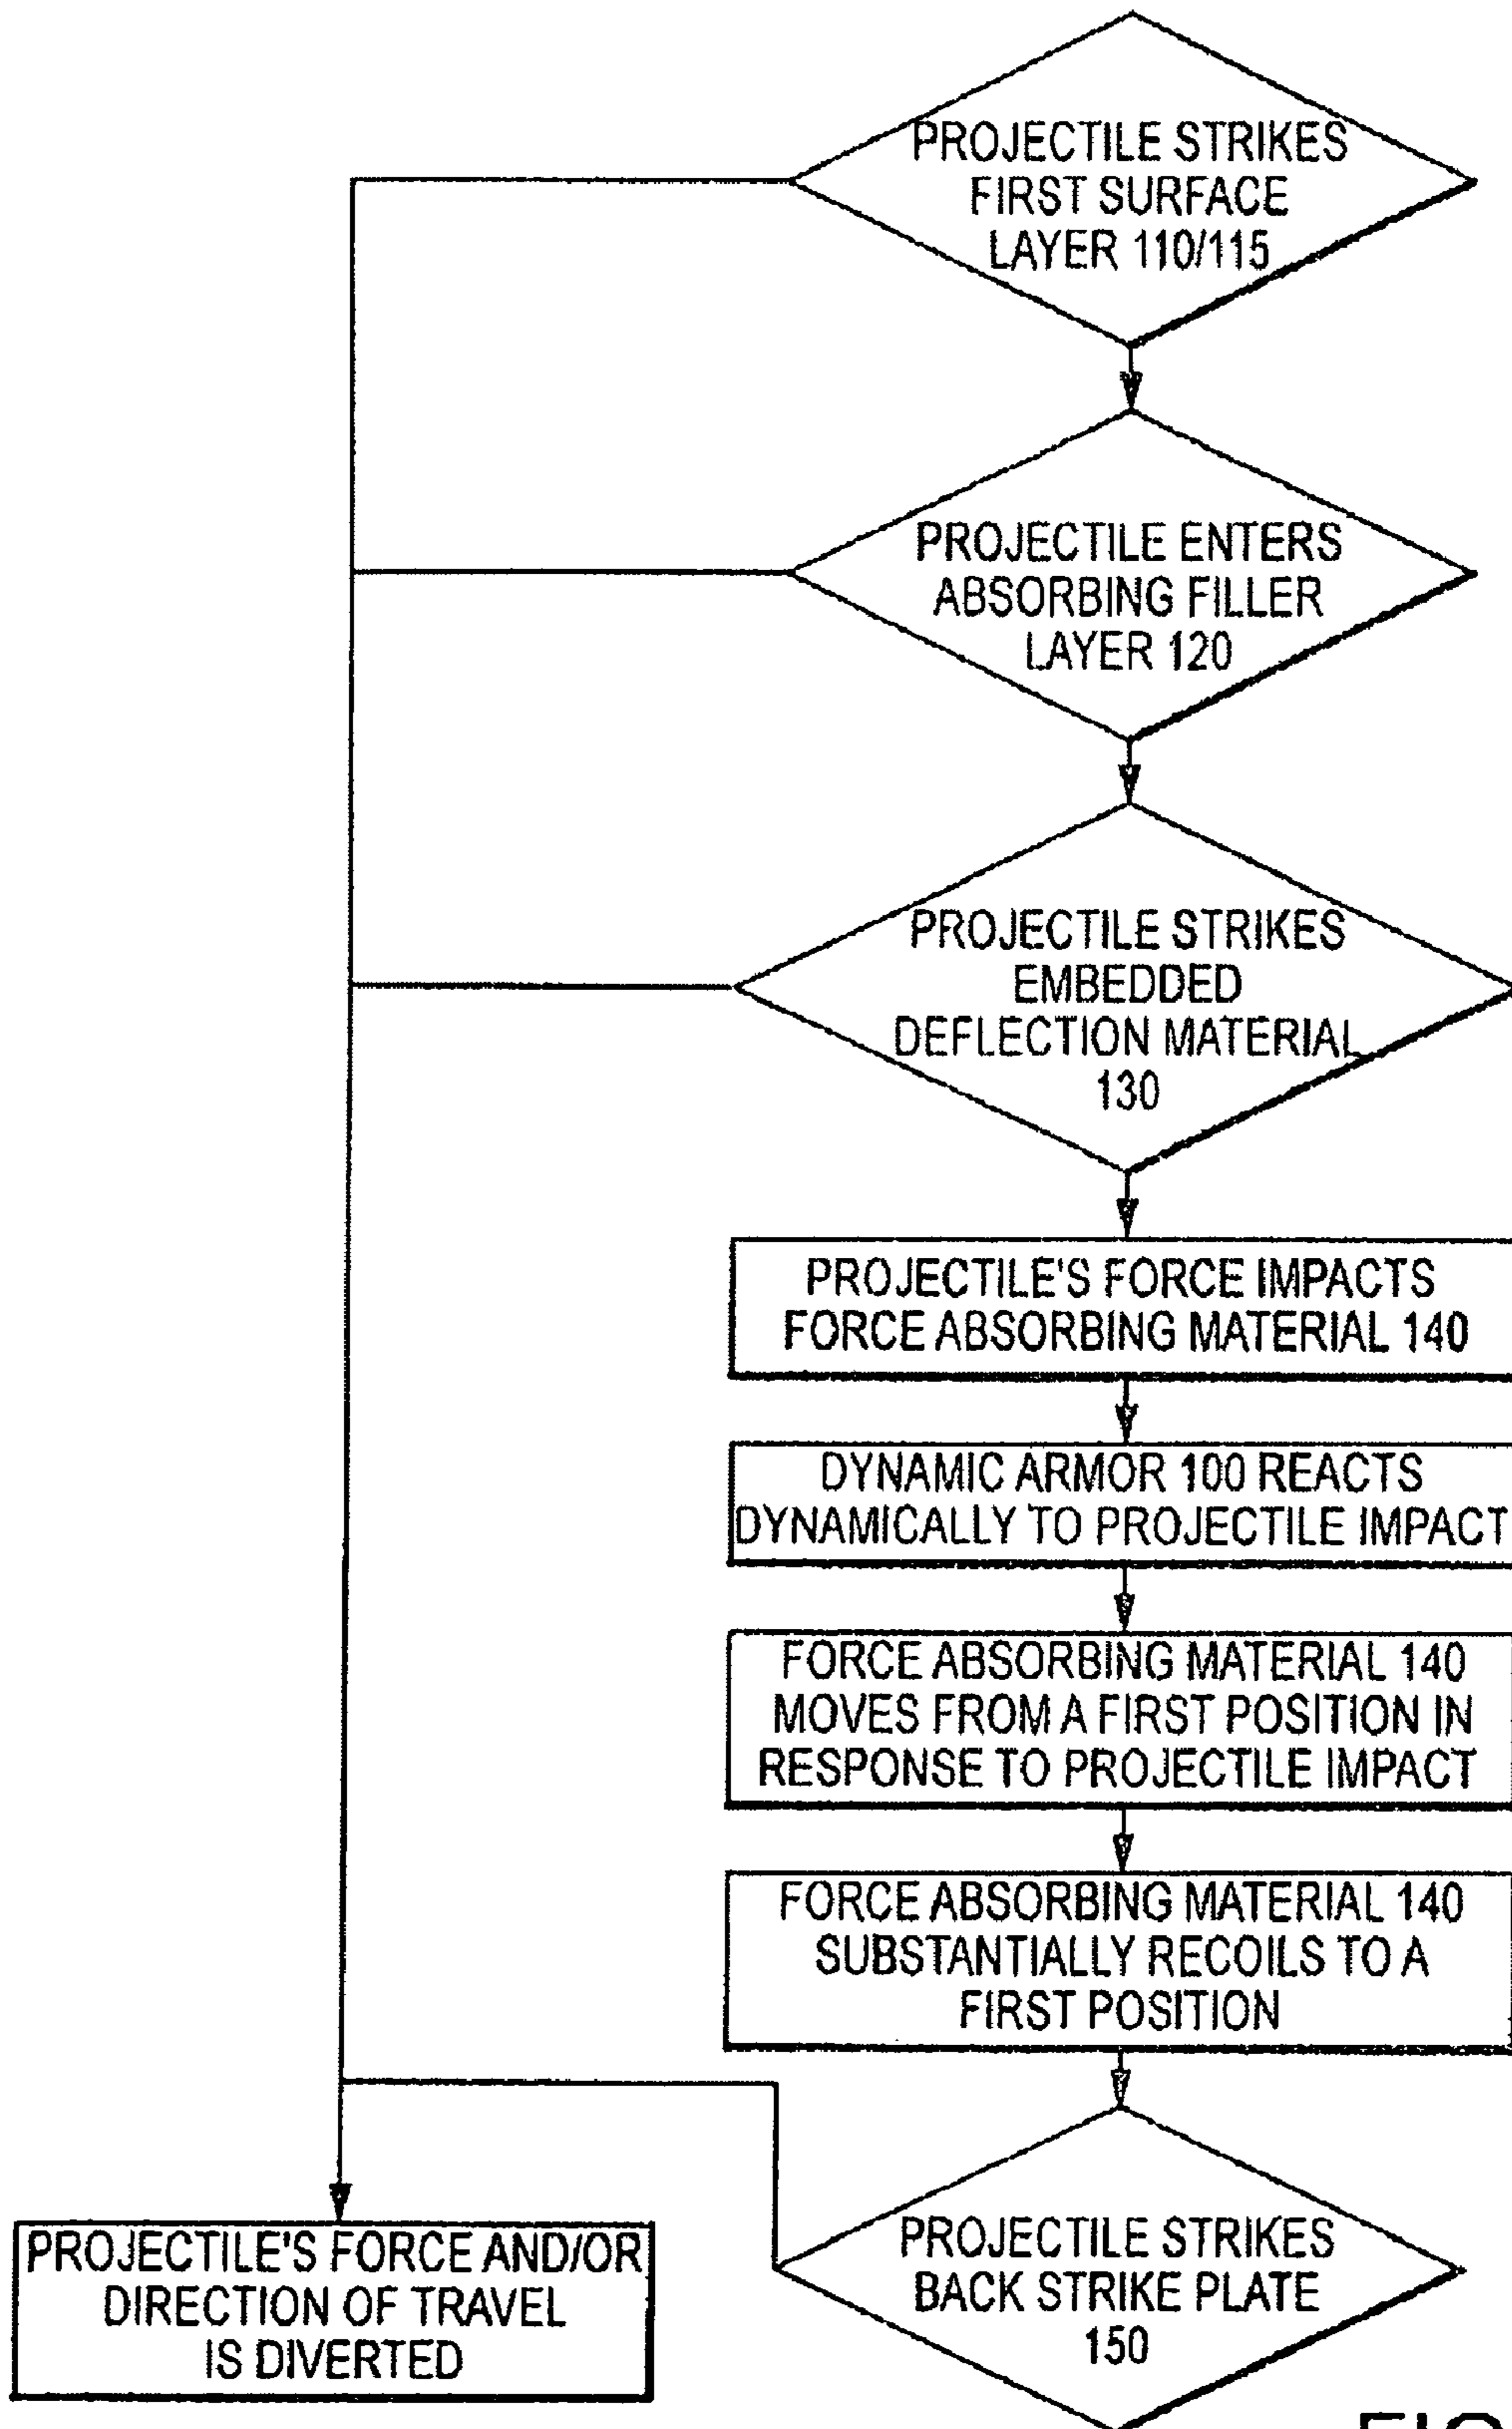 PROJECTILE STRIKES
FIRST SURFACE
LAYER 110/115
PROJECTILE ENTERS
ABSORBING FILLER
LAYER 120
PROJECTILE STRIKES
EMBEDDED
DEFLECTION MATERIAL
130
PROJECTILE'S FORCE IMPACTS
FORCE ABSORBING MATERIAL 140
DYNAMIC ARMOR 100 REACTS
DYNAMICALLY TO PROJECTILE IMPACT
FORCE ABSORBING MATERIAL 140
MOVES FROM A FIRST POSITION IN
RESPONSE TO PROJECTILE IMPACT
FORCE ABSORBING MATERIAL 140
SUBSTANTIALLY RECOILS TO A
FIRST POSITION
PROJECTILE STRIKES
BACK STRIKE PLATE
150
PROJECTILE'S FORCE AND/OR
DIRECTION OF TRAVEL
IS DIVERTED